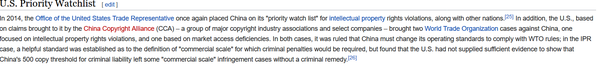 U.S. Priority Watchlist [ edit ]
In 2014, the Office of the United States Trade Representative once again placed China on its "priority watch list" for intellectual property rights violations, along with other nations.[25] In addition, the U.S., based
on claims brought to it by the China Copyright Alliance (CCA) – a group of major copyright industry associations and select companies – brought two World Trade Organization cases against China, one
focused on intellectual property rights violations, and one based on market access deficiencies. In both cases, it was ruled that China must change its operating standards to comply with WTO rules; in the IPR
case, a helpful standard was established as to the definition of "commercial scale" for which criminal penalties would be required, but found that the U.S. had not supplied sufficient evidence to show that
China's 500 copy threshold for criminal liability left some "commercial scale" infringement cases without a criminal remedy.[26]